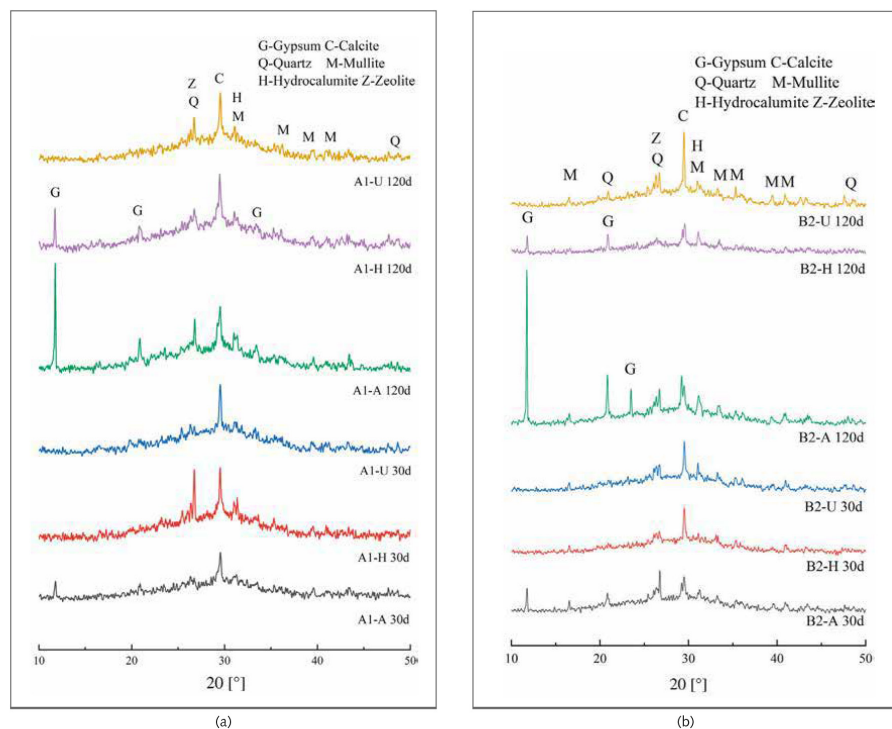 G-Gypsum C-Calcite
Q-Quartz M-Mullite
H-Hydrocalumite Z-Zeolite
Z
Q
C
H
M
M
M
M
Q
A1-U 120d
G
G
G
A1-H 120d
A1-A 120d
A1-U 30d
A1-H 30d
A1-A 30d
10
20
30
40
50
20 [°]
(a)
G-Gypsum C-Calcite
Q-Quartz M-Mullite
H-Hydrocalumite Z-Zeolite
C
Z
Q
H
M
M
Q
M
M
M
M
Q
B2-U 120d
G
G
B2-H 120d
G
B2-A 120d
B2-U 30d
B2-H 30d
B2-A 30d
10
20
30
40
50
20 [°]
(b)